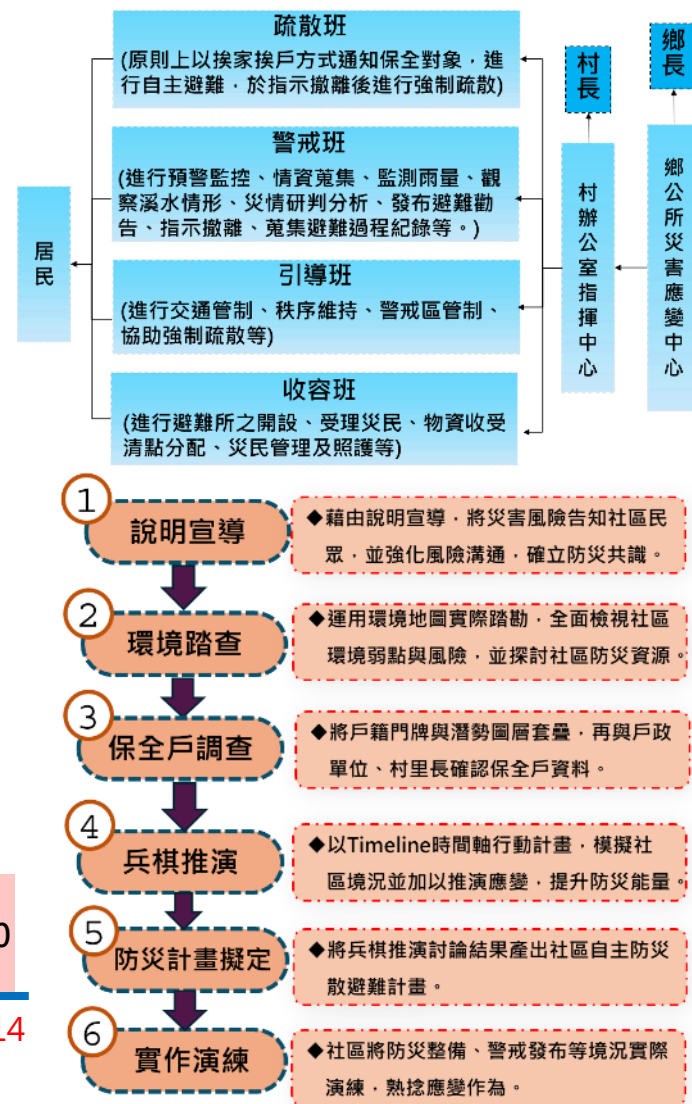 疏散班
(原則上以挨家挨戶方式通知保全對象，進
行自主避難，於指示撤離後進行強制疏散)
警戒班
(進行預警監控、情資蒐集、監測雨量、觀
察溪水情形、災情研判分析、發布避難勸
告、指示撤離、蒐集避難過程紀錄等。)
引導班
(進行交通管制、秩序維持、警戒區管制、
協助強制疏散等)
收容班
(進行避難所之開設、受理災民、物資收受
清點分配、災民管理及照護等)
居民
村長
鄉長
村辦公室指揮中心
鄉公所災害應變中心
1
說明宣導
◆藉由說明宣導，將災害風險告知社區民
眾，並強化風險溝通，確立防災共識。
2
環境踏查
◆運用環境地圖實際踏勘，全面檢視社區
環境弱點與風險，並探討社區防災資源。
3
保全戶調查
◆將戶籍門牌與潛勢圖層套疊，再與戶政
單位、村里長確認保全戶資料。
4
兵棋推演
◆以Timeline時間軸行動計畫，模擬社
區境況並加以推演應變，提升防災能量。
5
防災計畫擬定
◆將兵棋推演討論結果產出社區自主防災
散避難計畫。
6
實作演練
◆社區將防災整備、警戒發布等境況實際
演練，熟捻應變作為。
0
14